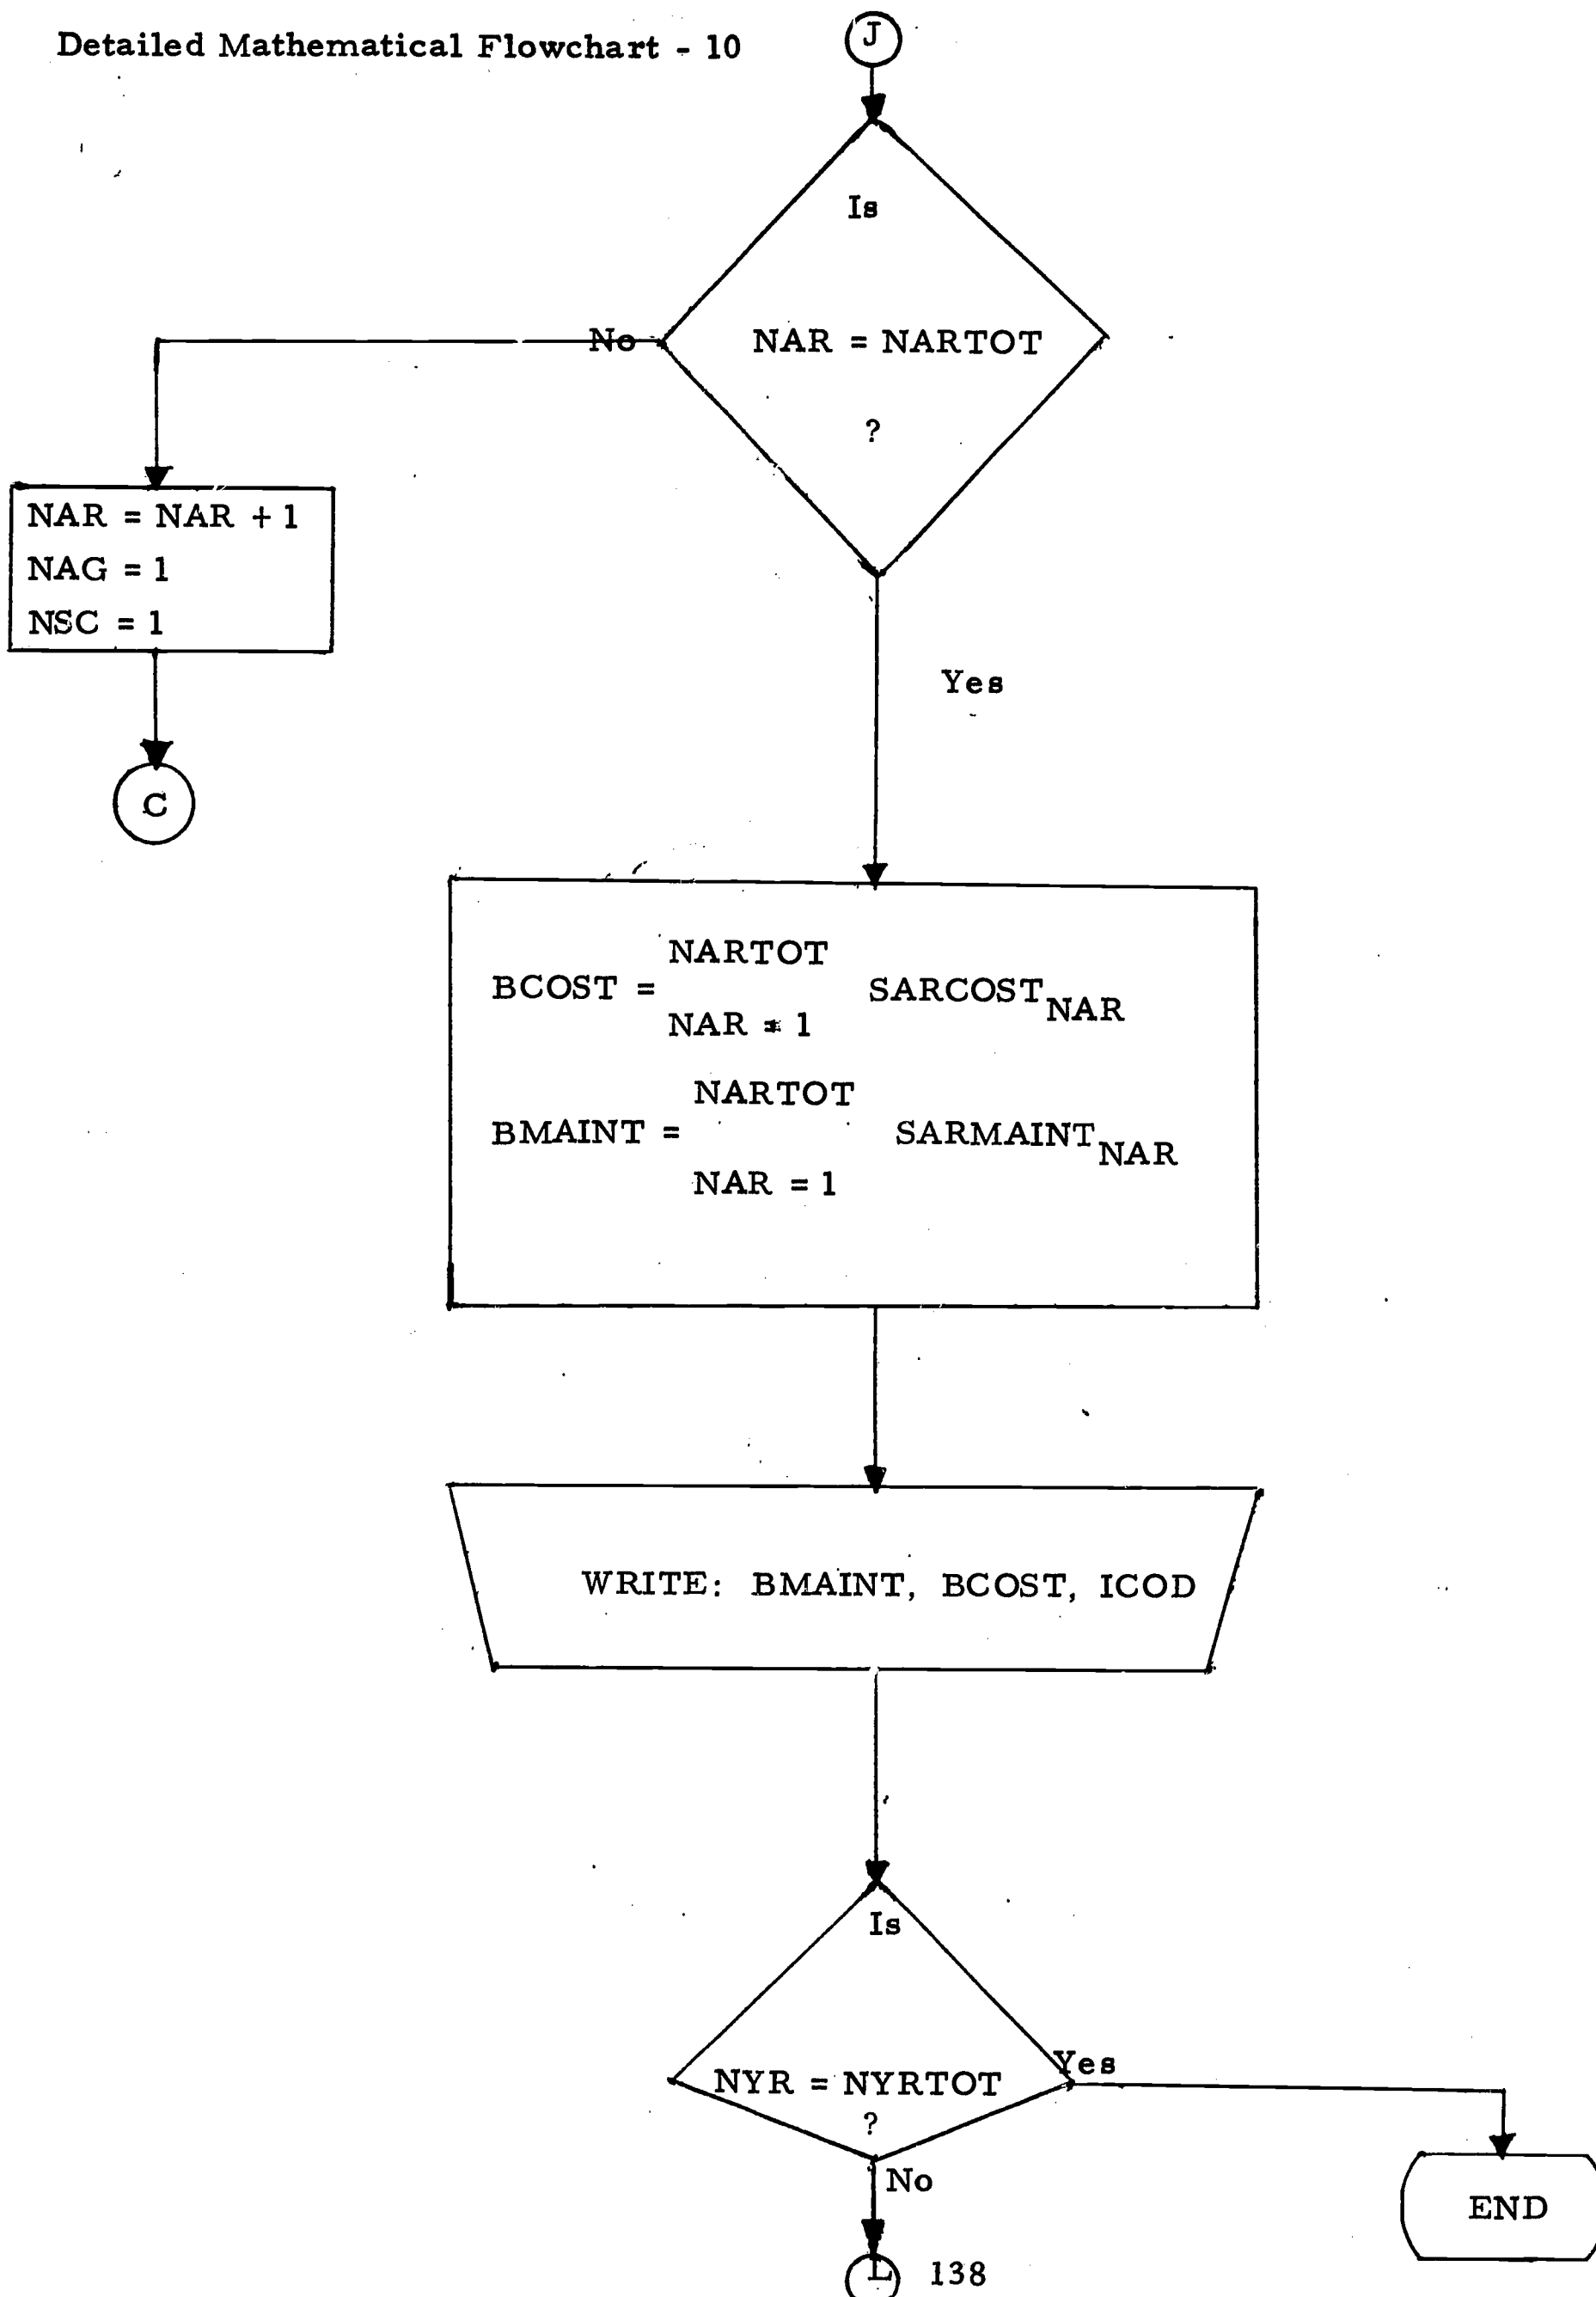 Detailed Mathematical Flowchart - 10
J
Is
NAR = NARTOT
?
No
NAR = NAR + 1
NAG = 1
NSC = 1
C
Yes
NARTOT
BCOST = SARCOST NAR
NAR = 1
NARTOT
BMAINT = SARMAINT NAR
NAR = 1
WRITE: BMAINT, BCOST, ICOD
Is
NYR = NYRTOT
?
Yes
No
END
L
138